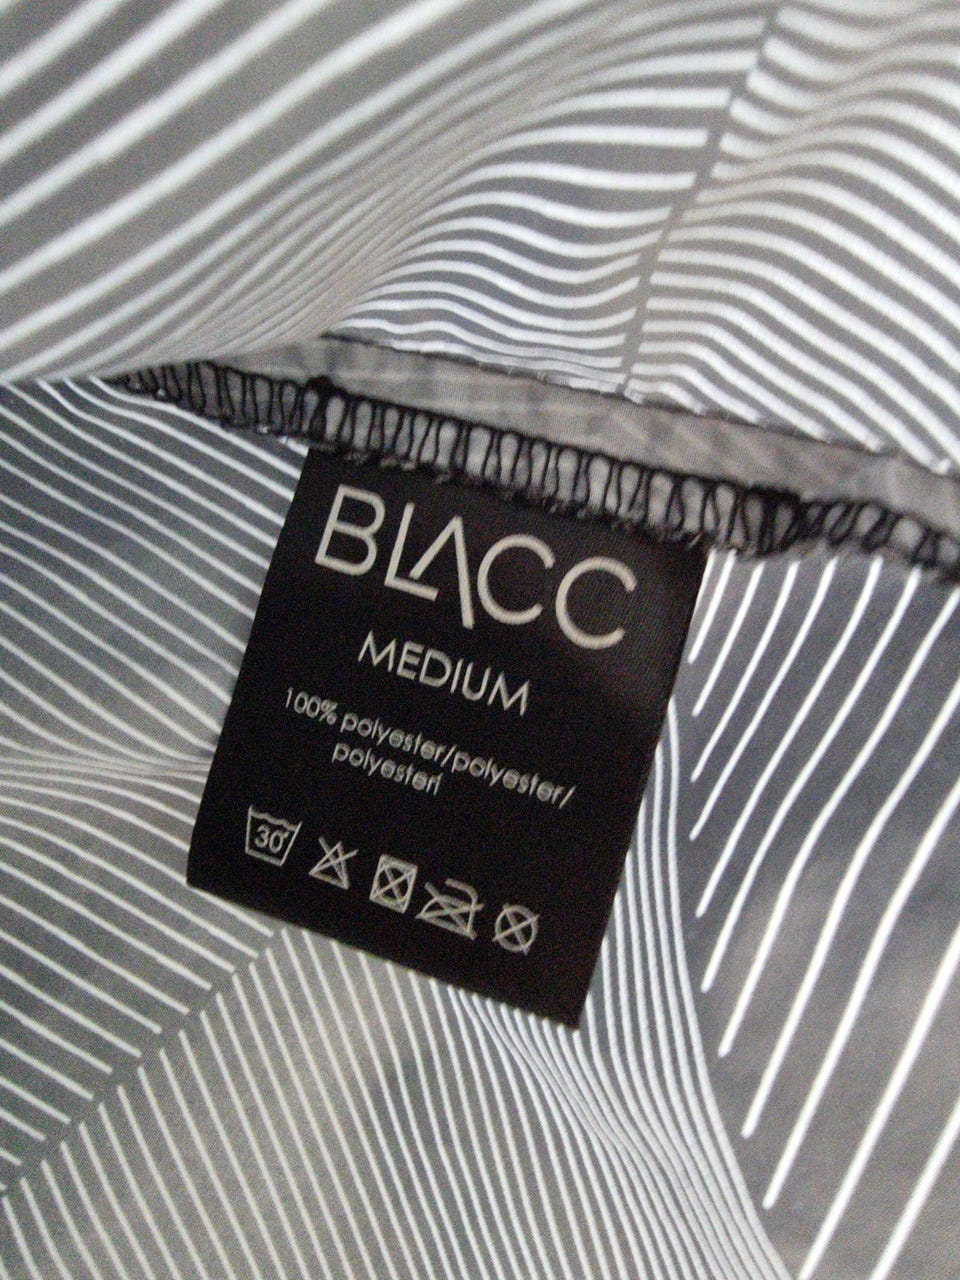 BLACC
MEDIUM
100% polyester/polyester/
polyesteri
30°